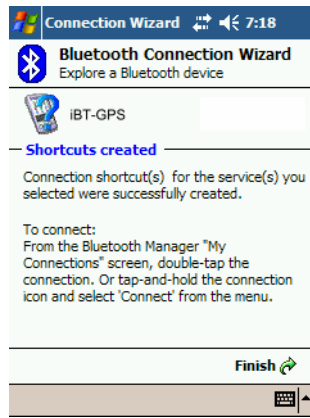 Connection Wizard 7:18
Bluetooth Connection Wizard
Explore a Bluetooth device
iBT-GPS
Shortcuts created
Connection shortcut(s) for the service(s) you
selected were successfully created.
To connect:
From the Bluetooth Manager "My
Connections" screen, double-tap the
connection. Or tap-and-hold the connection
icon and select 'Connect' from the menu.
Finish